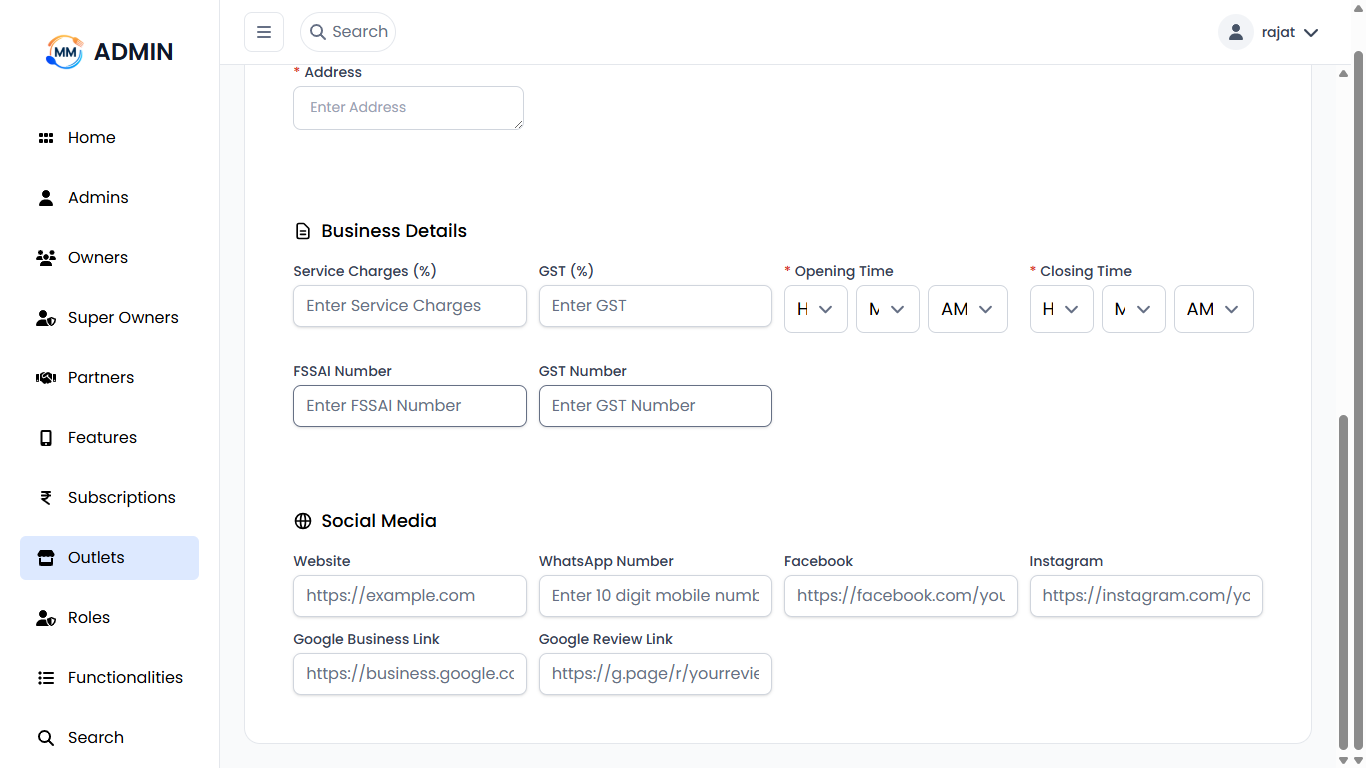 MM ADMIN
Home
Admins
Owners
Super Owners
Partners
Features
Subscriptions
Outlets
Roles
Functionalities
Search
Search
rajat
* Address
Enter Address
Business Details
Service Charges (%) GST (%) * Opening Time * Closing Time
Enter Service Charges Enter GST H M AM H M AM
FSSAI Number GST Number
Enter FSSAI Number Enter GST Number
Social Media
Website WhatsApp Number Facebook Instagram
https://example.com Enter 10 digit mobile numb https://facebook.com/you https://instagram.com/yo
Google Business Link Google Review Link
https://business.google.co https://g.page/r/yourrevie